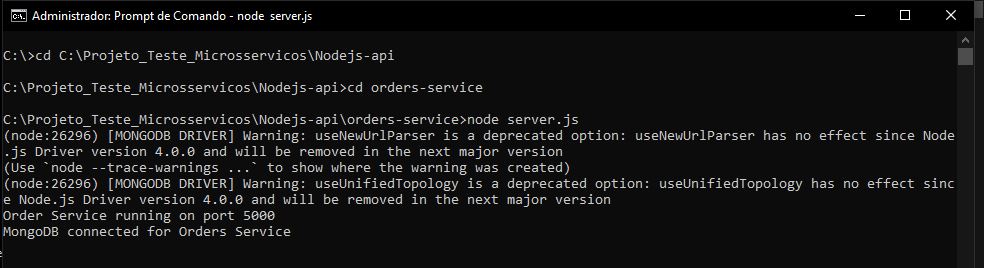 Administrador: Prompt de Comando - node server.js
C:\>cd C:\Projeto_Teste_Microsservicos\Nodejs-api
C:\Projeto_Teste_Microsservicos\Nodejs-api>cd orders-service
C:\Projeto_Teste_Microsservicos\Nodejs-api\orders-service>node server.js
(node:26296) [MONGODB DRIVER] Warning: useNewUrlParser is a deprecated option: useNewUrlParser has no effect since Node
.js Driver version 4.0.0 and will be removed in the next major version
(Use `node --trace-warnings ...` to show where the warning was created)
(node:26296) [MONGODB DRIVER] Warning: useUnifiedTopology is a deprecated option: useUnifiedTopology has no effect sinc
e Node.js Driver version 4.0.0 and will be removed in the next major version
Order Service running on port 5000
MongoDB connected for Orders Service